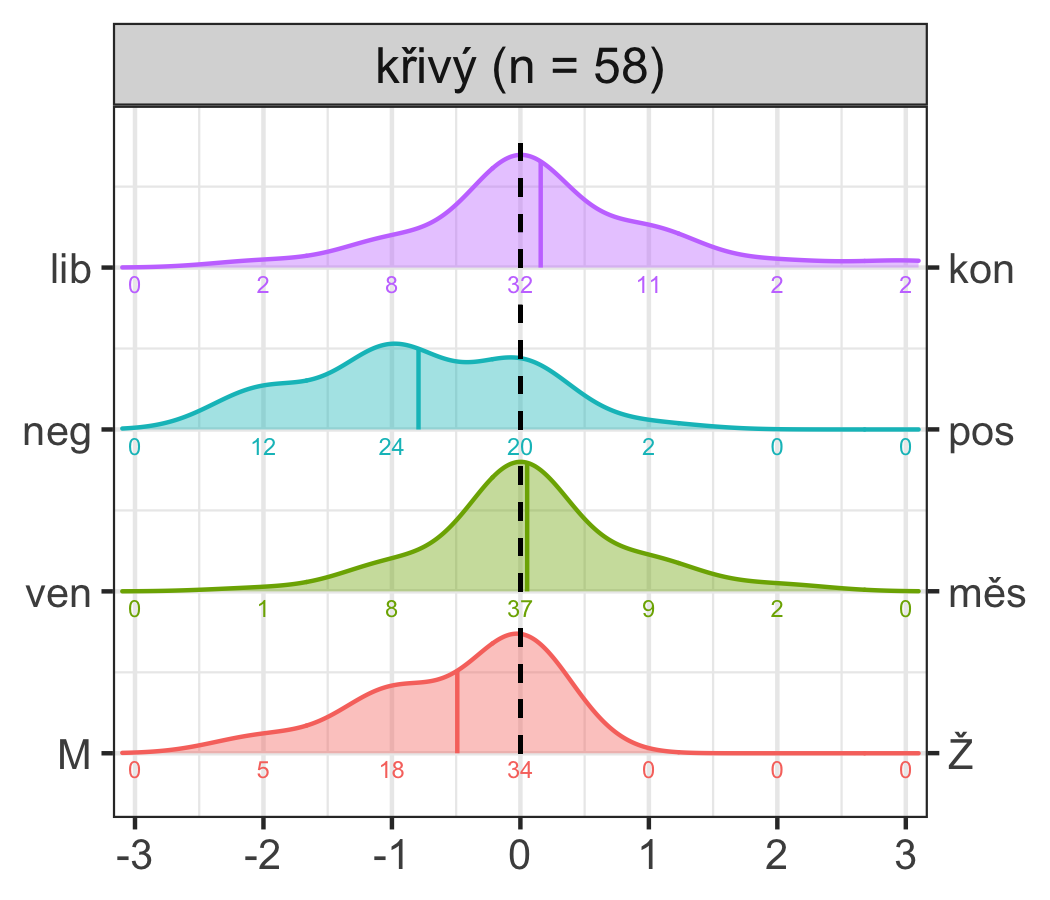 křivý (n = 58)
lib kon
0 2 8 32 11 2 2
neg pos
0 12 24 20 2 0 0
ven měs
0 1 8 37 9 2 0
M Ž
0 5 18 34 0 0 0
-3 -2 -1 0 1 2 3